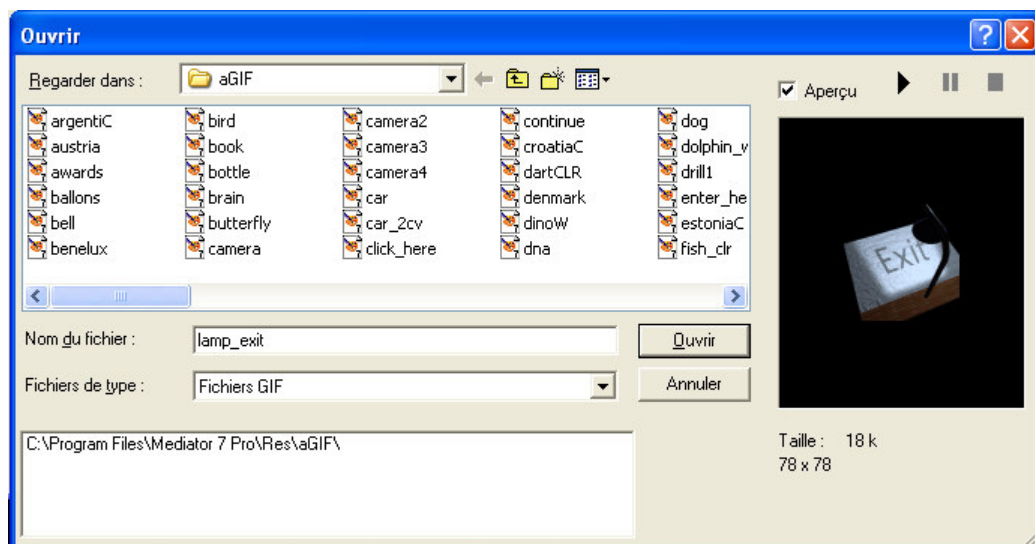 Ouvrir
Regarder dans :
aGIF
Aperçu
argentiC
austria
awards
ballons
bell
benelux
bird
book
bottle
brain
butterfly
camera
camera2
camera3
camera4
car
car_2cv
click_here
continue
croatiaC
dartCLR
denmark
dinoW
dna
dog
dolphin_v
drill1
enter_he
estoniaC
fish_clr
Exit
Nom du fichier :
lamp_exit
Ouvrir
Fichiers de type :
Fichiers GIF
Annuler
C:\Program Files\Mediator 7 Pro\Res\aGIF\
Taille : 18 k
78 x 78